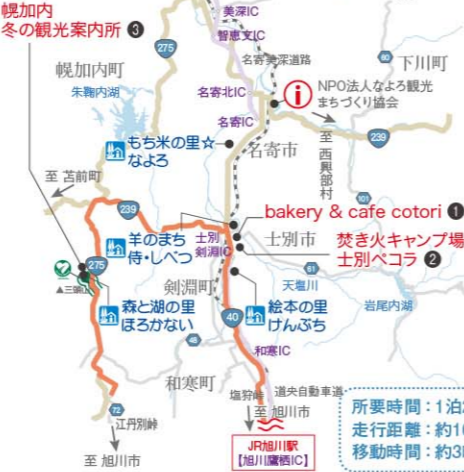 幌加内
冬の観光案内所 ❸
美深IC
智恵文IC
275
名寄美深道路
下川町
60
幌加内町
朱鞠内湖
名寄北IC
i
NPO法人なよろ観光
まちづくり協会
名寄IC
239
もち米の里☆
なよろ
名寄市
至 西興部村
至 苫前町
239
101
bakery & cafe cotori ❶
羊のまち
侍・しべつ
士別
剣淵IC
士別市
焚き火キャンプ場
士別ペコラ ❷
275
剣淵町
天塩川
61
岩尾内湖
▲三頭山
森と湖の里
ほろかない
絵本の里
けんぶち
40
48
和寒IC
和寒町
塩狩峠
道央自動車道
72
江丹別峠
至 旭川市
至 旭川市
JR旭川駅
【旭川鷹栖IC】
所要時間：1泊
走行距離：約1
移動時間：約3